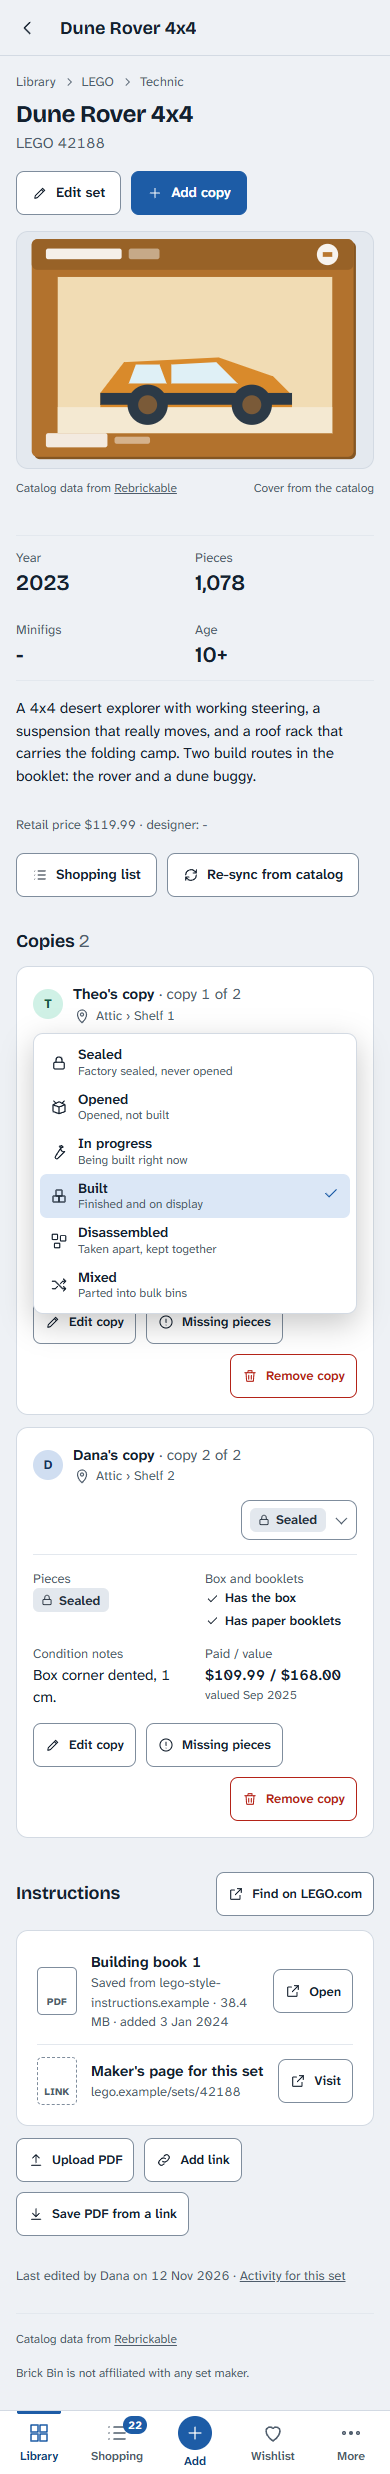 Dune Rover 4x4
Library > LEGO > Technic
Dune Rover 4x4
LEGO 42188
Edit set
Add copy
Catalog data from Rebrickable
Cover from the catalog
Year
2023
Pieces
1,078
Minifigs
-
Age
10+
A 4x4 desert explorer with working steering, a
suspension that really moves, and a roof rack that
carries the folding camp. Two build routes in the
booklet: the rover and a dune buggy.
Retail price $119.99 · designer: -
Shopping list
Re-sync from catalog
Copies 2
T
Theo's copy · copy 1 of 2
Attic › Shelf 1
Sealed
Factory sealed, never opened
Opened
Opened, not built
In progress
Being built right now
Built
Finished and on display
Disassembled
Taken apart, kept together
Mixed
Parted into bulk bins
Edit copy
Missing pieces
Remove copy
D
Dana's copy · copy 2 of 2
Attic › Shelf 2
Sealed
Pieces
Sealed
Box and booklets
Has the box
Has paper booklets
Condition notes
Box corner dented, 1
cm.
Paid / value
$109.99 / $168.00
valued Sep 2025
Edit copy
Missing pieces
Remove copy
Instructions
Find on LEGO.com
PDF
Building book 1
Saved from lego-style-
instructions.example · 38.4
MB · added 3 Jan 2024
Open
LINK
Maker's page for this set
lego.example/sets/42188
Visit
Upload PDF
Add link
Save PDF from a link
Last edited by Dana on 12 Nov 2026 · Activity for this set
Catalog data from Rebrickable
Brick Bin is not affiliated with any set maker.
Library
22
Shopping
Add
Wishlist
More